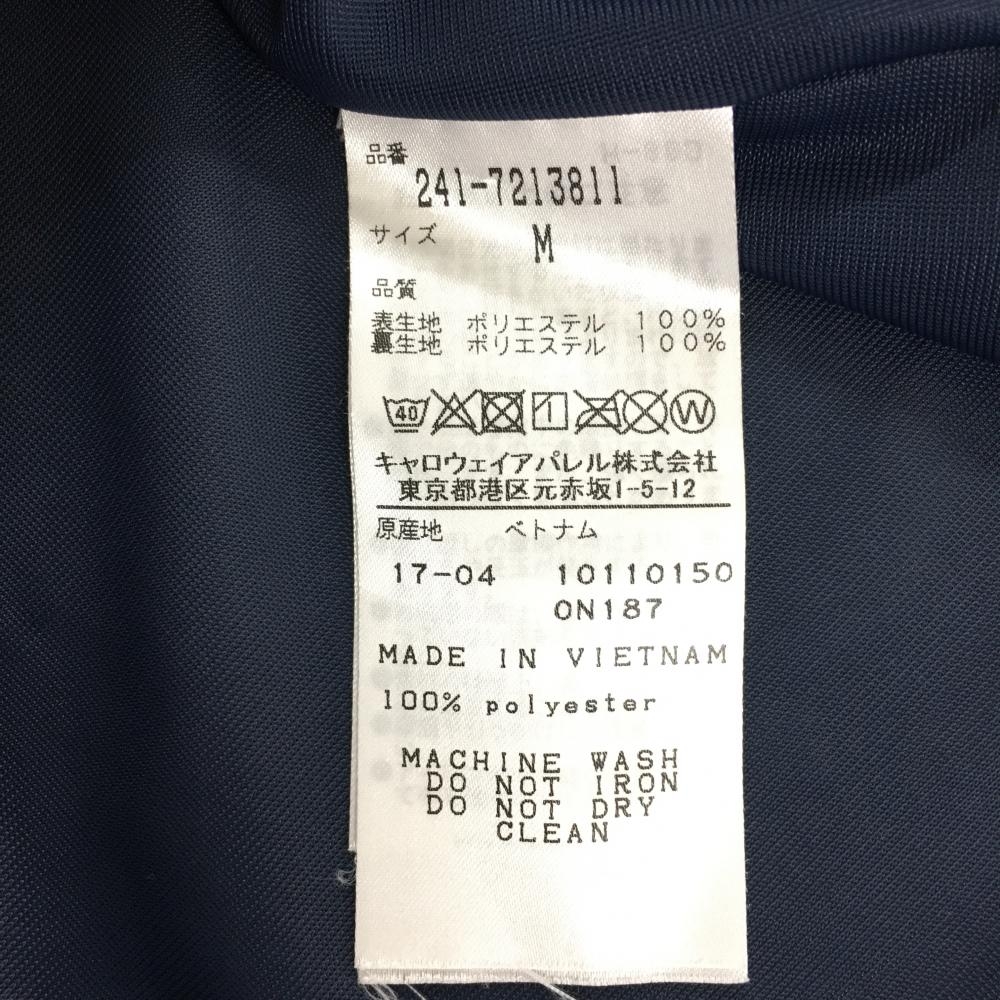 品番
241-7213811
サイズ M
品質
表生地 ポリエステル 100%
裏生地 ポリエステル 100%
40 W
キャロウェイアパレル株式会社
東京都港区元赤坂1-5-12
原産地 ベトナム
17-04 10110150
0N187
MADE IN VIETNAM
100% polyester
MACHINE WASH
DO NOT IRON
DO NOT DRY
CLEAN